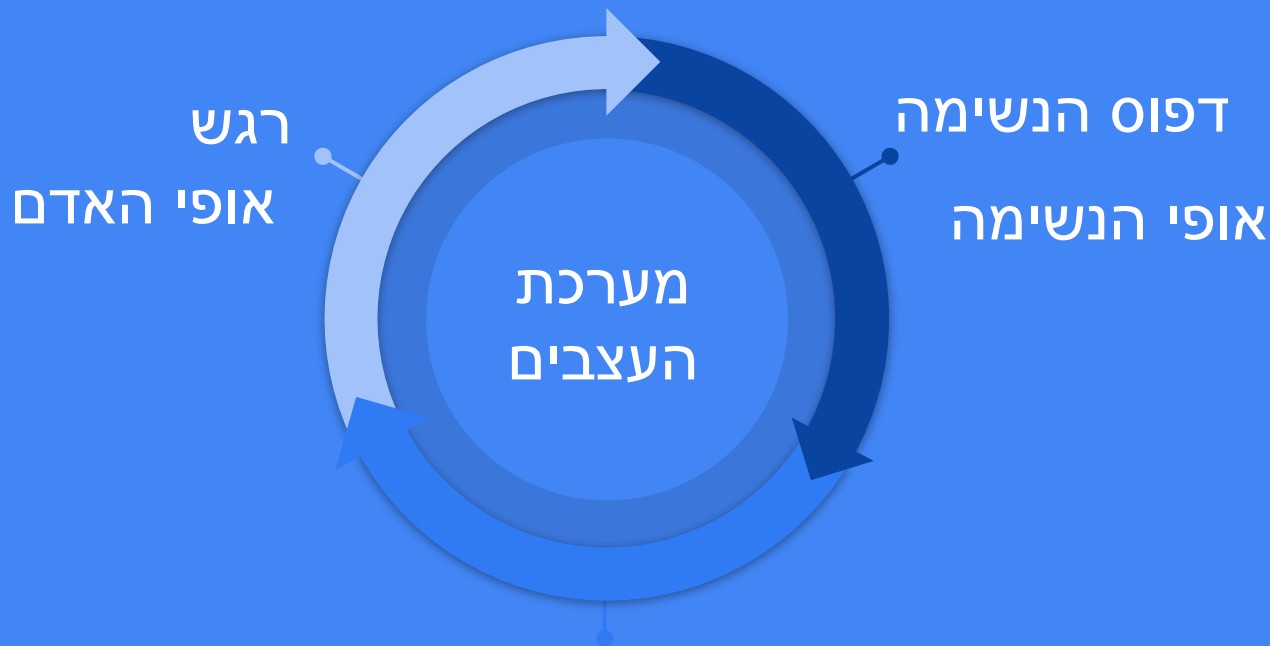 דפוס הנשימה
אופי הנשימה
רגש
אופי האדם
מערכת
העצבים